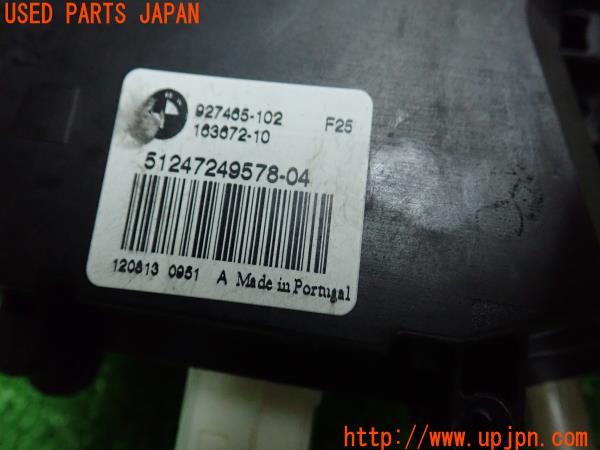 USED PARTS JAPAN
927465-102
163672-10
F25
51247249578-04
120813 0951 A Made in Portugal
http://www.upjpn.com/